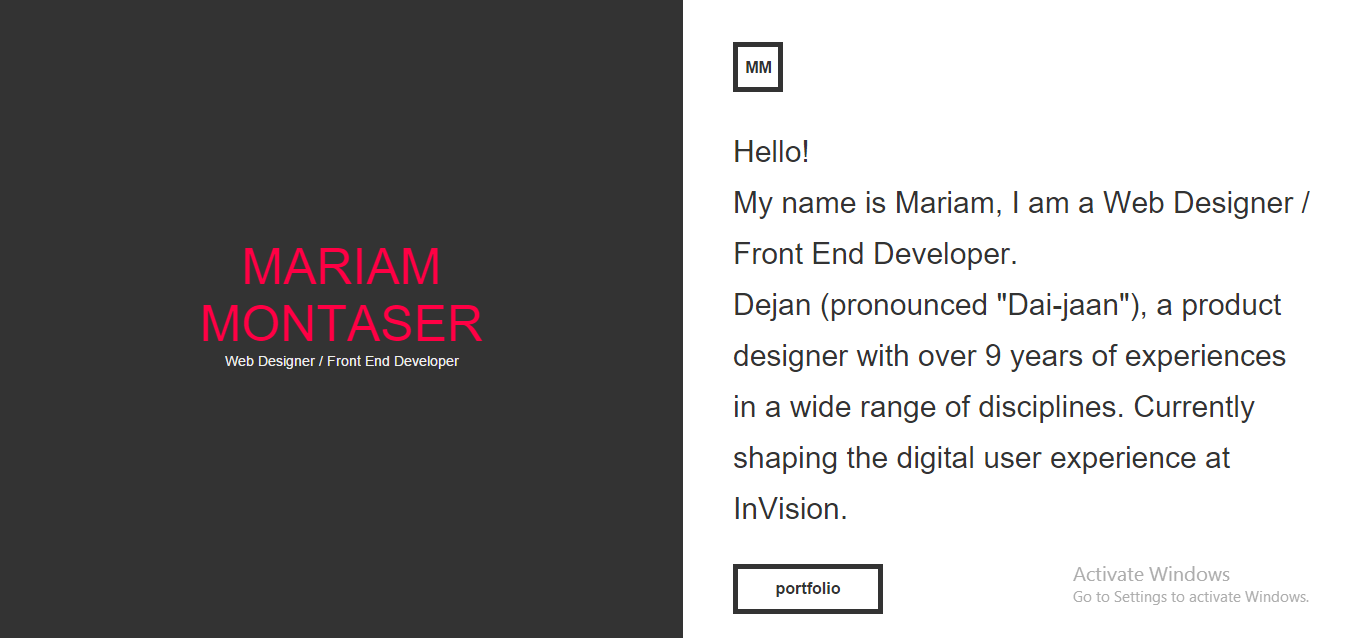 MARIAM
MONTASER
Web Designer / Front End Developer
MM
Hello!
My name is Mariam, I am a Web Designer /
Front End Developer.
Dejan (pronounced "Dai-jaan"), a product
designer with over 9 years of experiences
in a wide range of disciplines. Currently
shaping the digital user experience at
InVision.
portfolio
Activate Windows
Go to Settings to activate Windows.